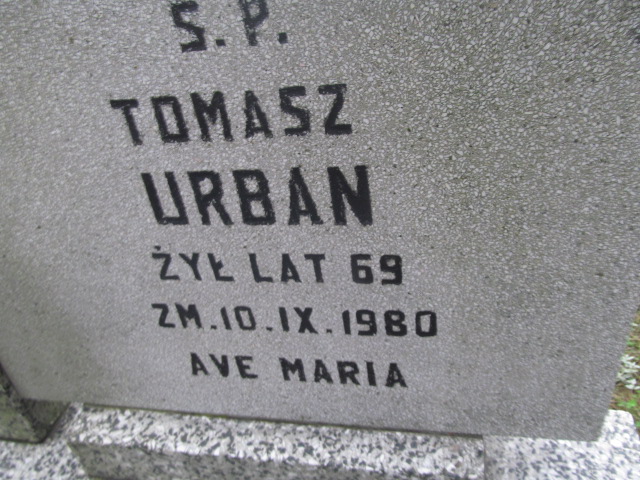 Ś.P.
TOMASZ
URBAN
ŻYŁ LAT 69
ZM.10.IX.1980
AVE MARIA